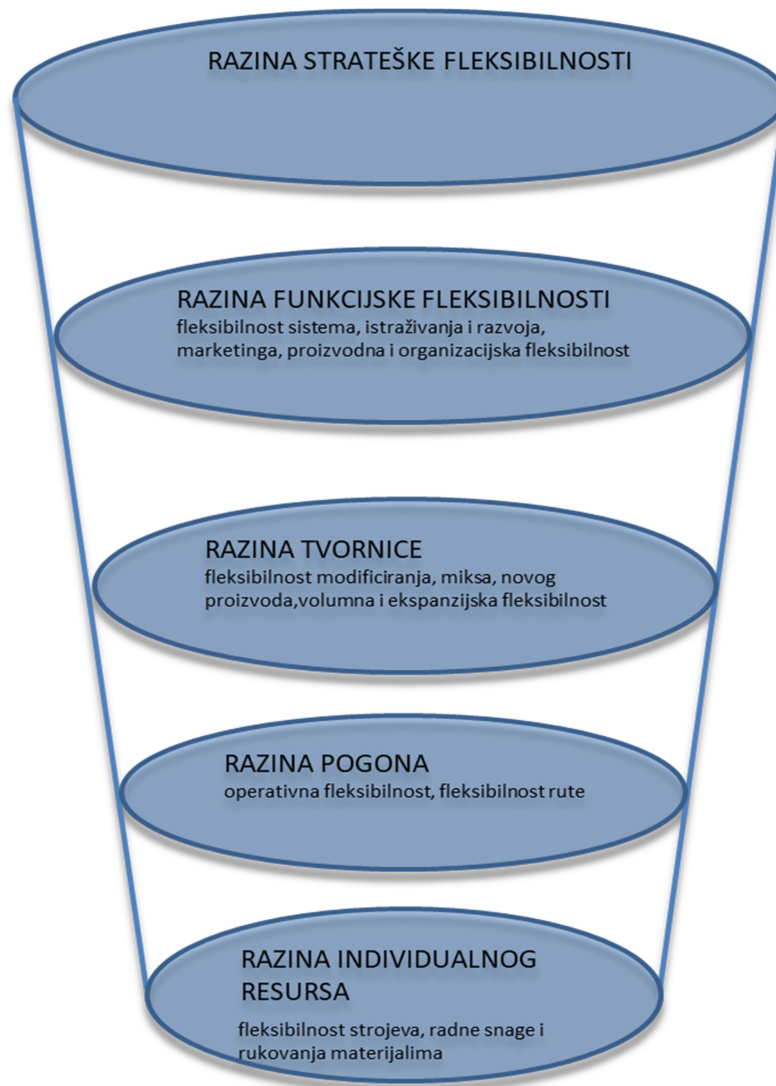 RAZINA STRATEŠKE FLEKSIBILNOSTI
RAZINA FUNKCIJSKE FLEKSIBILNOSTI
fleksibilnost sistema, istraživanja i razvoja,
marketinga, proizvodna i organizacijska fleksibilnost
RAZINA TVORNICE
fleksibilnost modificiranja, miksa, novog
proizvoda,volumna i ekspanzijska fleksibilnost
RAZINA POGONA
operativna fleksibilnost, fleksibilnost rute
RAZINA INDIVIDUALNOG
RESURSA
fleksibilnost strojeva, radne snage i
rukovanja materijalima